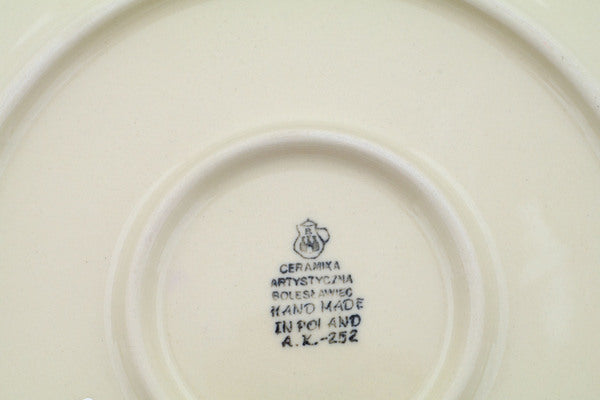 CERAMIKA
ARTYSTYCZNA
BOLESŁAWIEC
HAND MADE
IN POLAND
A.K.-252